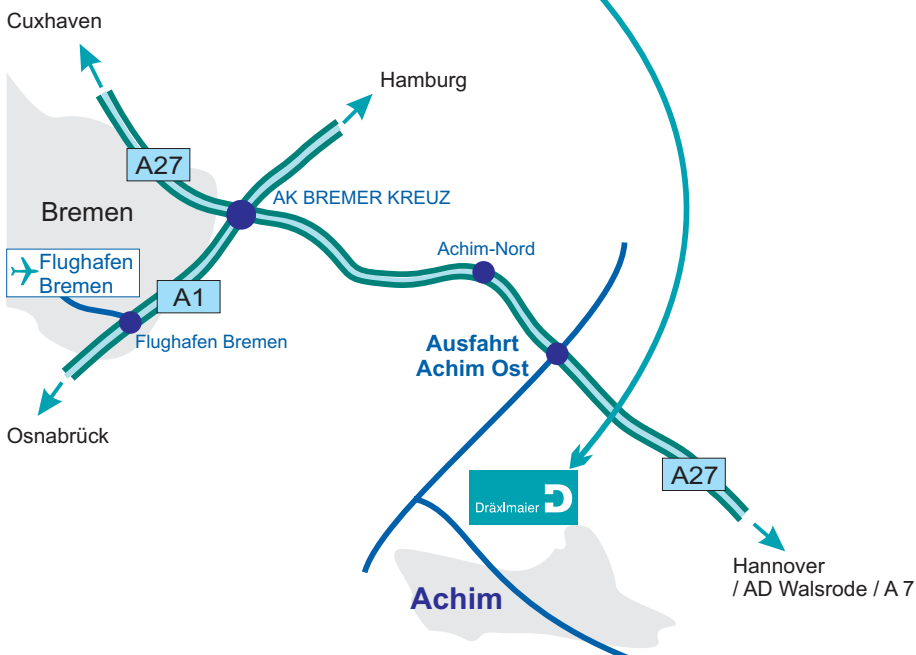 Cuxhaven
Hamburg
A27
AK BREMER KREUZ
Bremen
Achim-Nord
Flughafen
Bremen
A1
Flughafen Bremen
Ausfahrt
Achim Ost
Osnabrück
A27
Dräxlmaier
Hannover
/ AD Walsrode / A 7
Achim